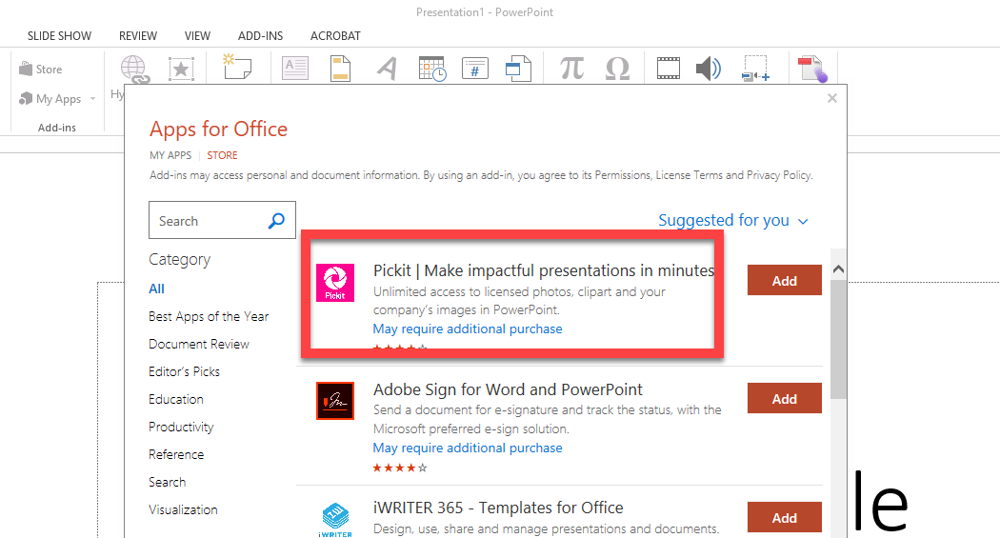 Presentation1 - PowerPoint
SLIDE SHOW REVIEW VIEW ADD-INS ACROBAT
Store
My Apps
Hy
Add-ins
Apps for Office
MY APPS | STORE
Add-ins may access personal and document information. By using an add-in, you agree to its Permissions, License Terms and Privacy Policy.
Search
Suggested for you
Category
All
Best Apps of the Year
Document Review
Editor's Picks
Education
Productivity
Reference
Search
Visualization
Pickit
Pickit | Make impactful presentations in minutes
Unlimited access to licensed photos, clipart and your
company's images in PowerPoint.
May require additional purchase
Add
Adobe Sign for Word and PowerPoint
Send a document for e-signature and track the status, with the
Microsoft preferred e-sign solution.
May require additional purchase
Add
iWRITER
iWRITER 365 - Templates for Office
Design, use, share and manage presentations and documents.
Add
le